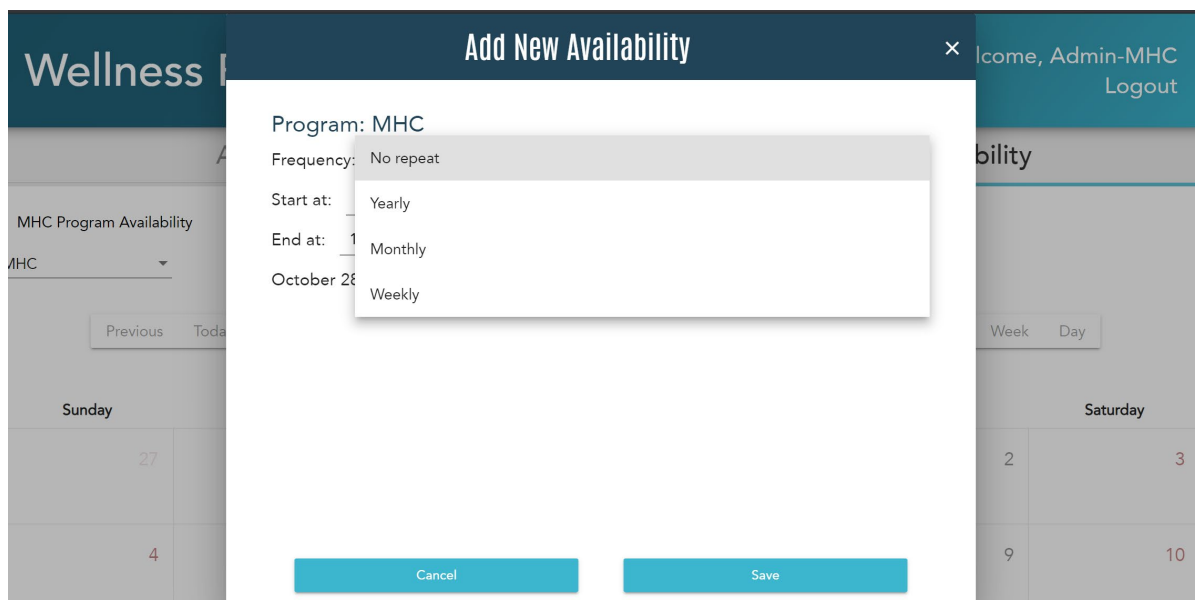 Add New Availability
Wellness
lcome, Admin-MHC
Logout
Program: MHC
Frequency: No repeat
bility
Start at: Yearly
MHC Program Availability
End at: 1
Monthly
MHC
October 28
Weekly
Previous Toda
Week Day
Sunday Saturday
27 2 3
4 9 10
Cancel Save